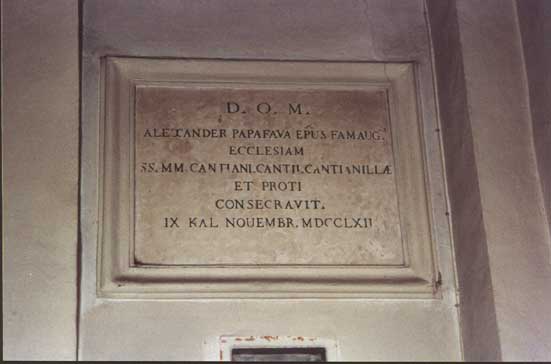 D. O. M.
ALEXANDER PAPAFAVA EPUS FAMAUG.
ECCLESIAM
SS. MM. CANTIANI, CANTII, CANTIANILLÆ
ET PROTI
CONSECRAVIT.
IX KAL NOUEMBR. MDCCLXII